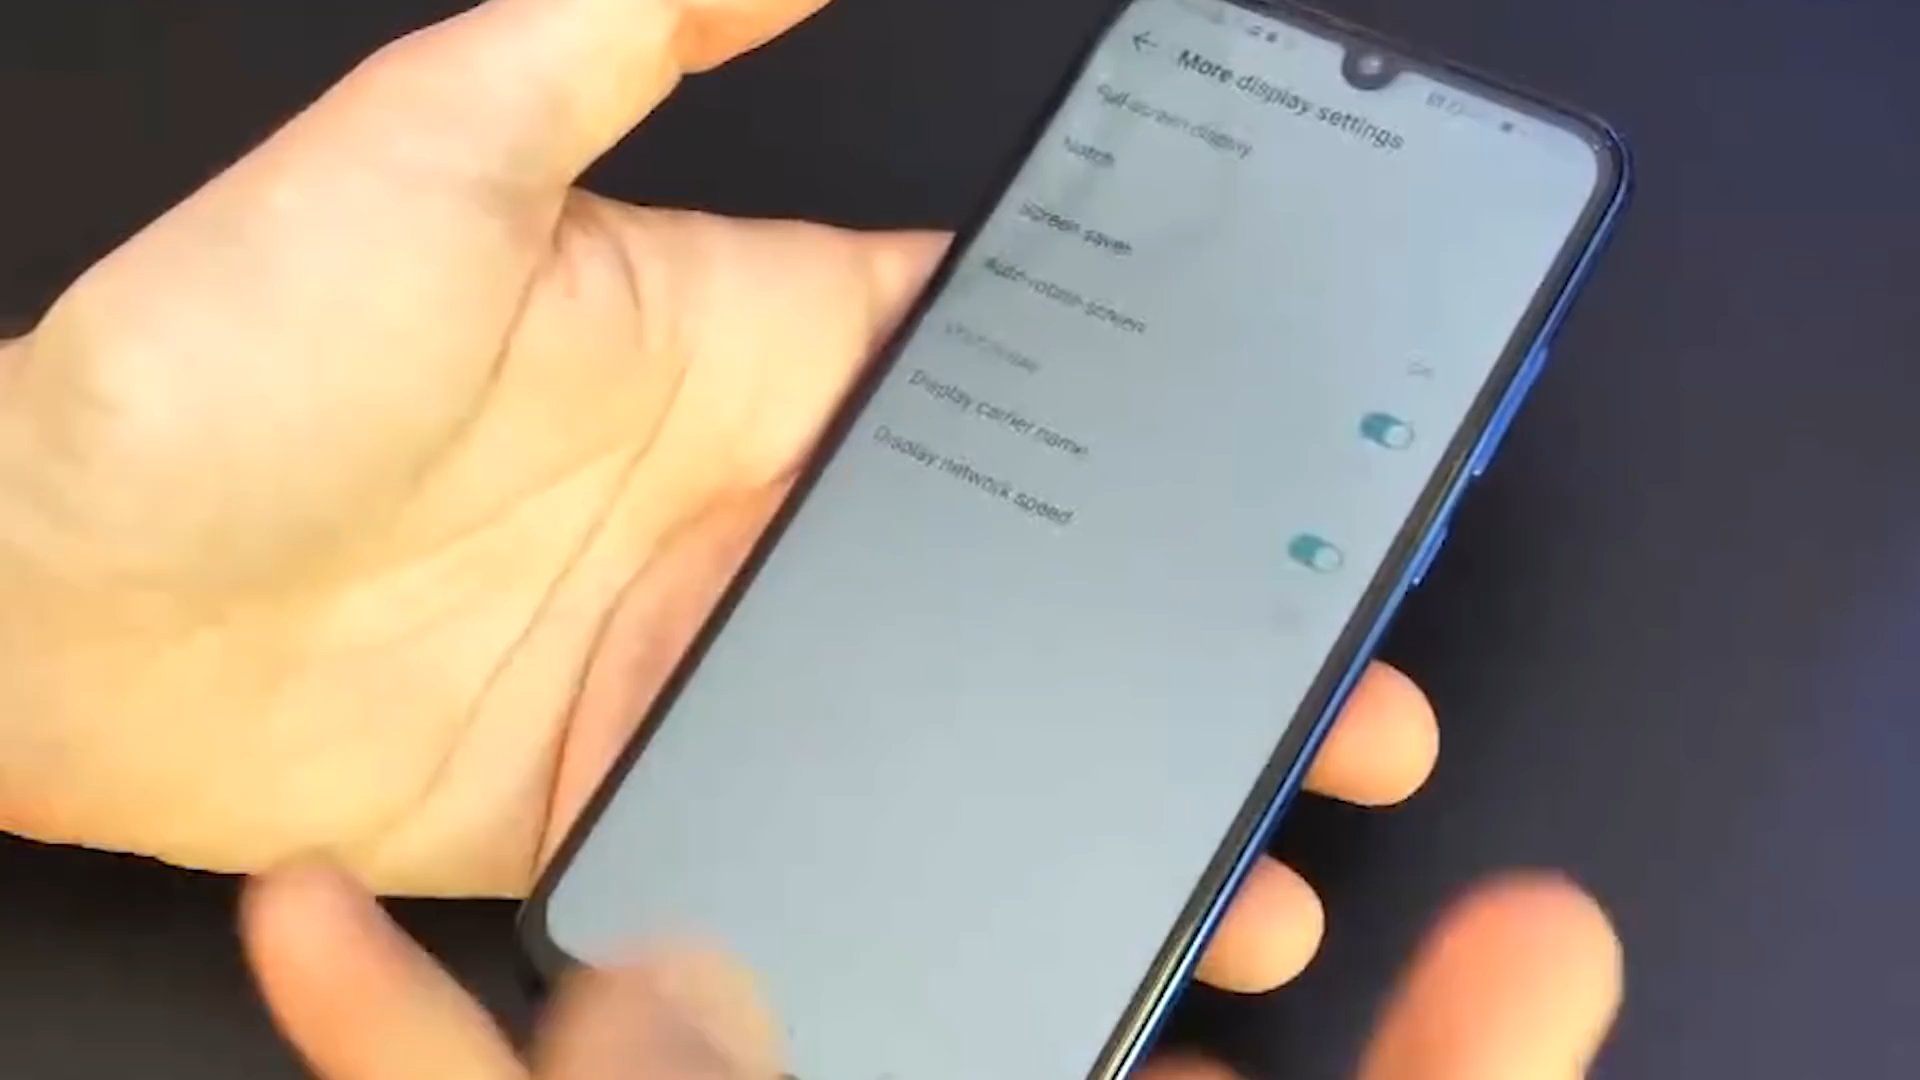 More display settings
Full-screen display
Notch
Screen saver
Auto-rotate screen
Display carrier name
Display network speed